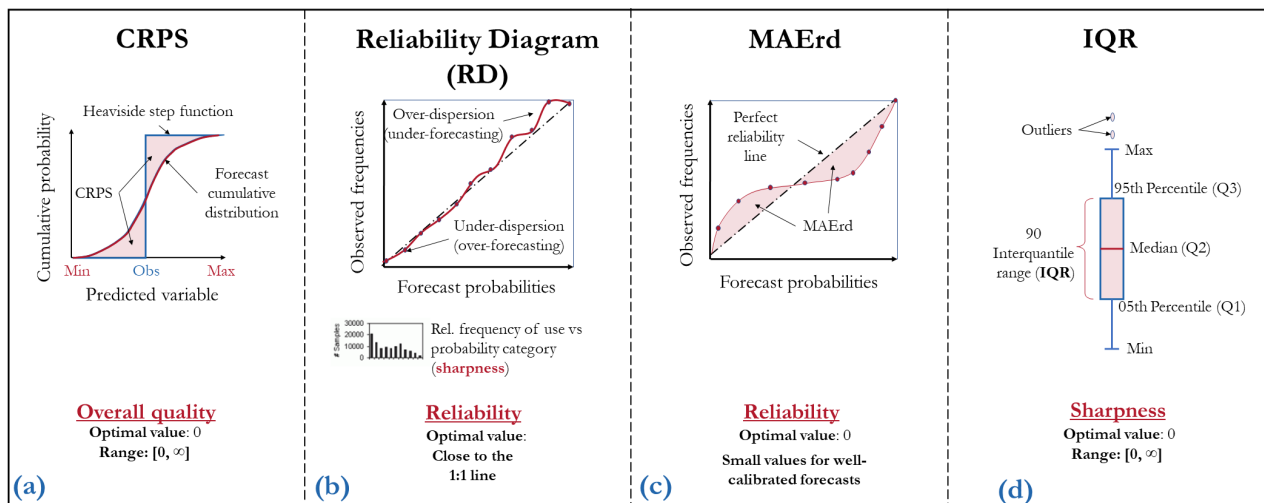 CRPS
Heaviside step function
Cumulative probability
CRPS
Forecast
cumulative
distribution
Min
Obs
Max
Predicted variable
Overall quality
Optimal value: 0
Range: [0, ∞]
(a)
Reliability Diagram
(RD)
Observed frequencies
Over-dispersion
(under-forecasting)
Under-dispersion
(over-forecasting)
Forecast probabilities
# Samples
30000
20000
10000
0
Rel. frequency of use vs
probability category
(sharpness)
Reliability
Optimal value:
Close to the
1:1 line
(b)
MAErd
Observed frequencies
Perfect
reliability
line
MAErd
Forecast probabilities
Reliability
Optimal value: 0
Small values for well-
calibrated forecasts
(c)
IQR
Outliers
Max
95th Percentile (Q3)
90
Interquantile
range (IQR)
Median (Q2)
05th Percentile (Q1)
Min
Sharpness
Optimal value: 0
Range: [0, ∞]
(d)